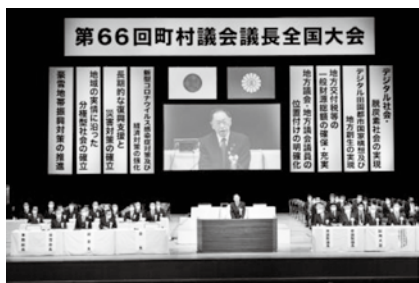 第66回町村議会議長全国大会
デジタル社会・
脱炭素社会の実現
デジタル田園都市国家構想及び
地方創生の実現
地方交付税等の
一般財源総額の確保・充実
地方議会・地方議会議員の
位置付けの明確化
新型コロナウイルス感染症対策及び
経済対策の強化
長期的な復興支援と
災害対策の確立
地域の実情に沿った
分権型社会の確立
豪雪地帯振興対策の推進